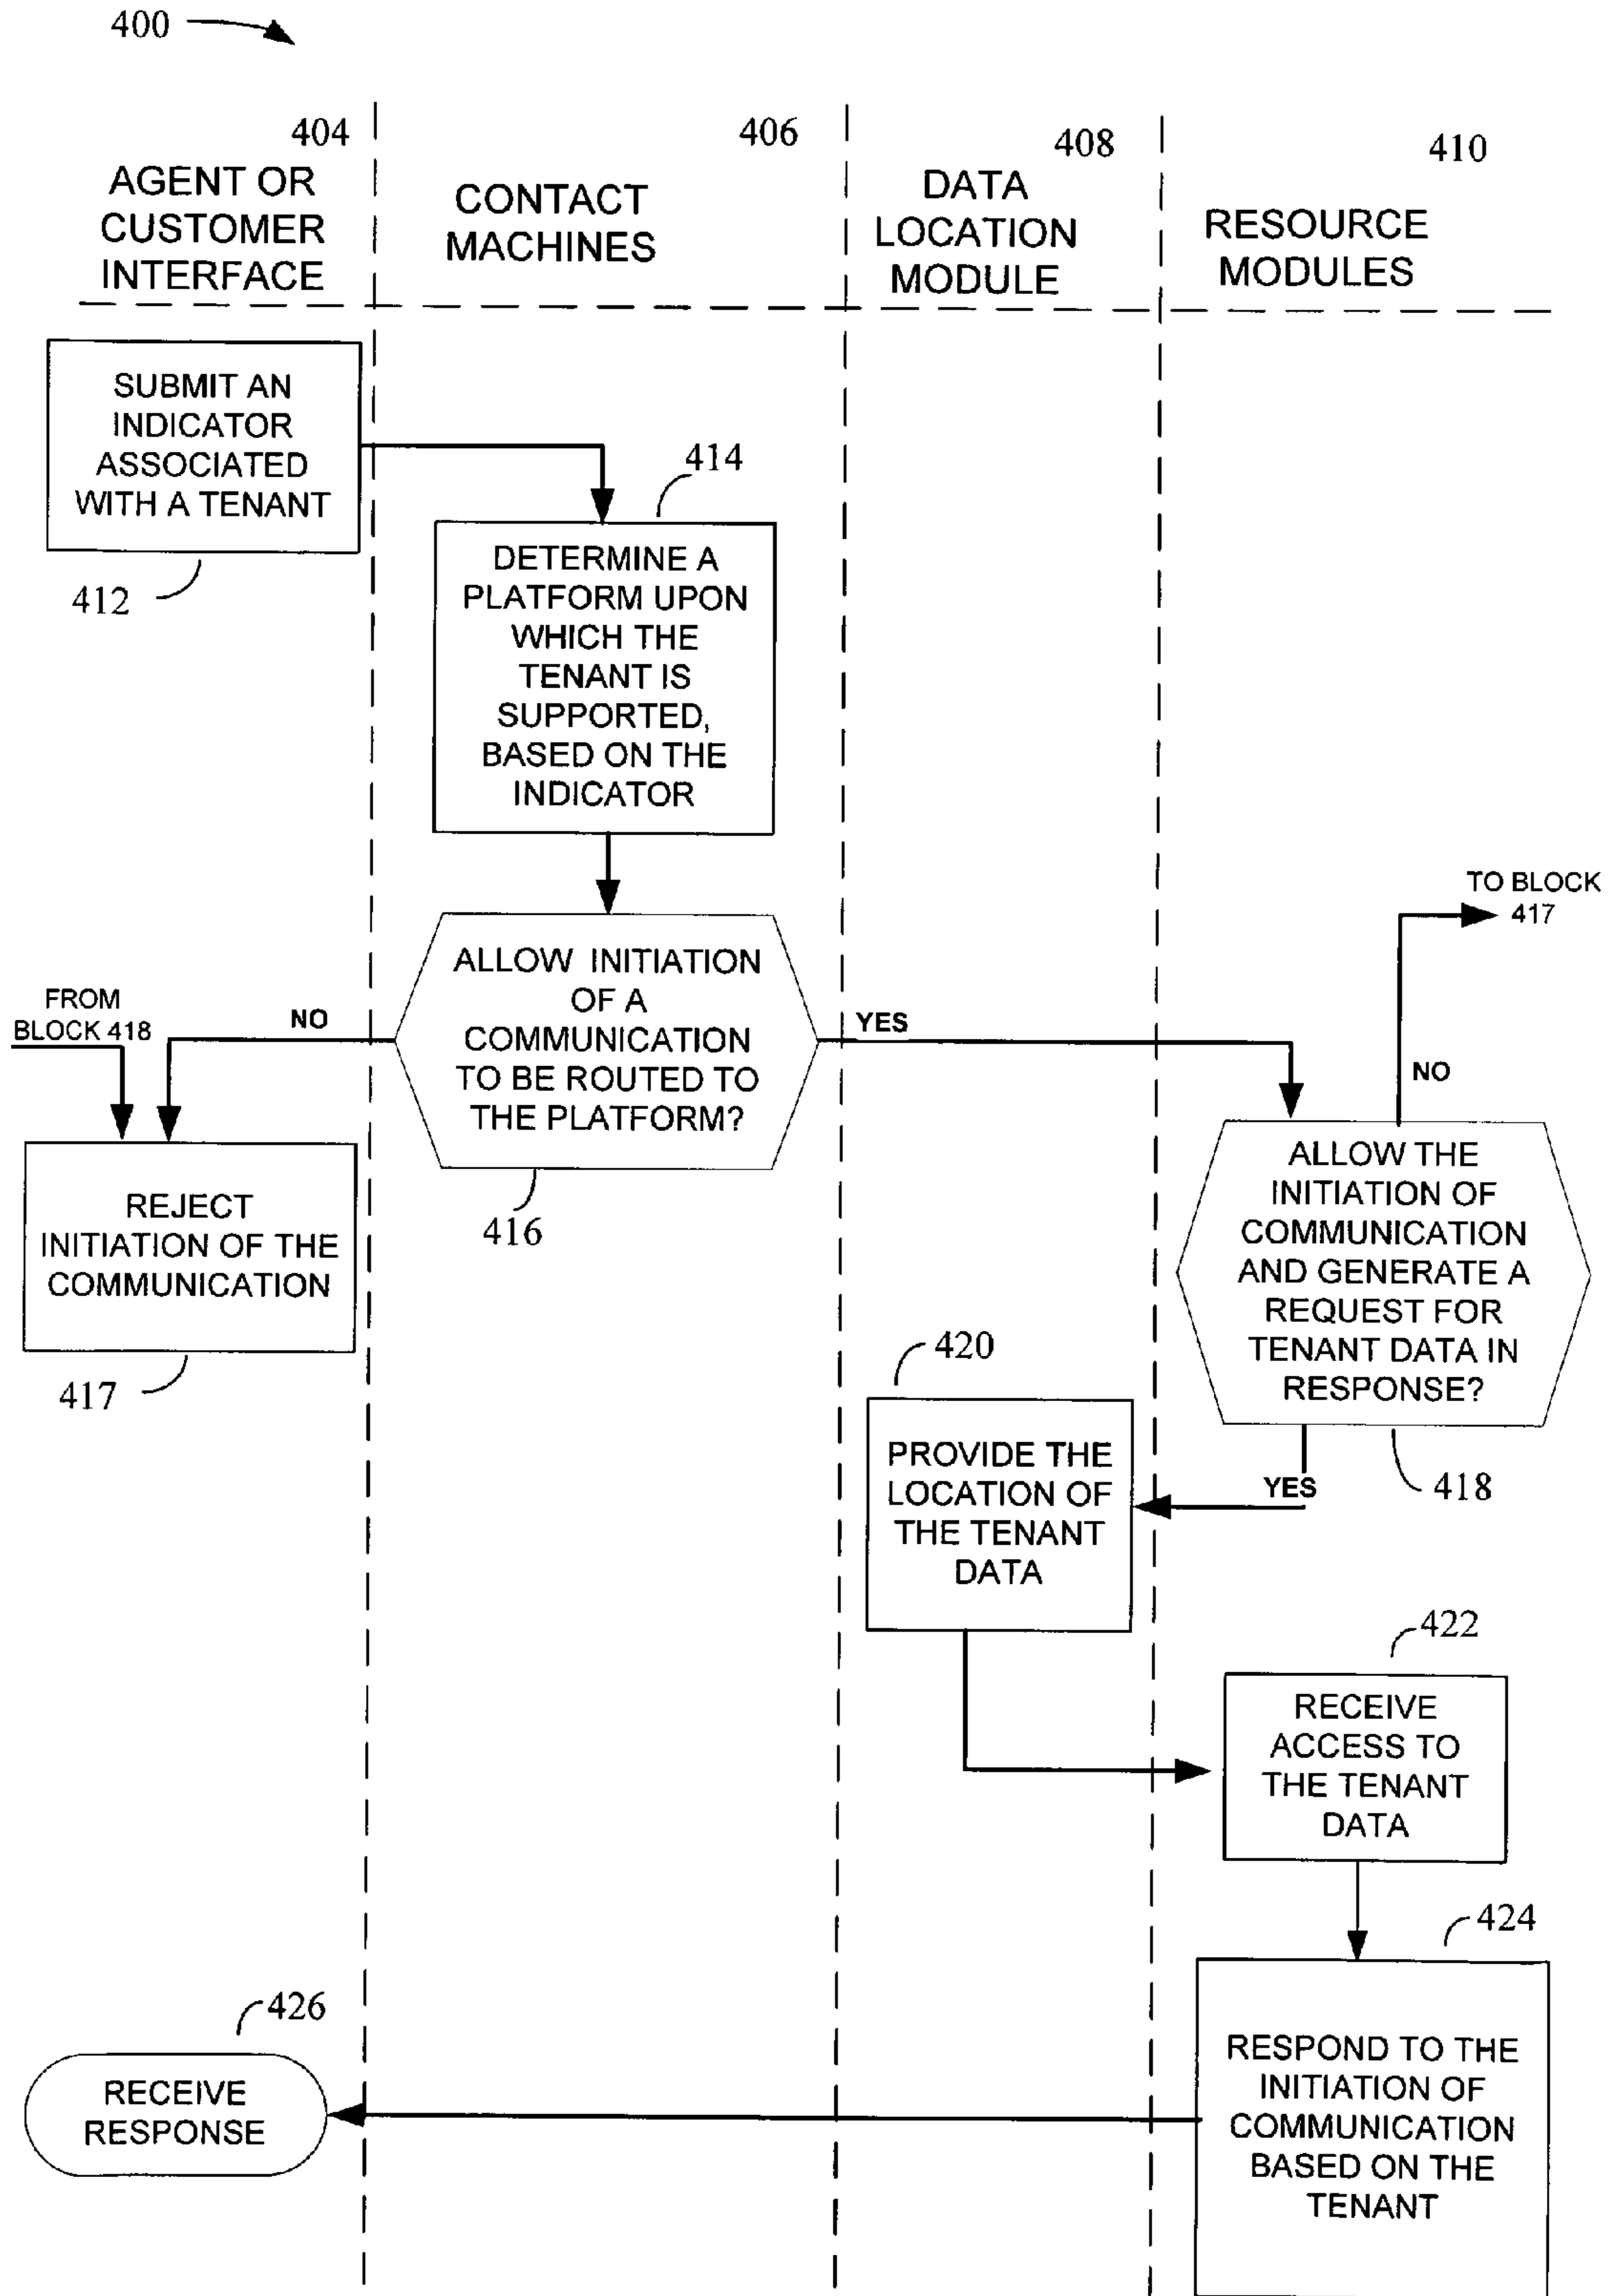 400
404
AGENT OR
CUSTOMER
INTERFACE
406
CONTACT
MACHINES
408
DATA
LOCATION
MODULE
410
RESOURCE
MODULES
SUBMIT AN
INDICATOR
ASSOCIATED
WITH A TENANT
412
414
DETERMINE A
PLATFORM UPON
WHICH THE
TENANT IS
SUPPORTED,
BASED ON THE
INDICATOR
TO BLOCK
417
ALLOW INITIATION
OF A
COMMUNICATION
TO BE ROUTED TO
THE PLATFORM?
416
FROM
BLOCK 418
NO
YES
NO
REJECT
INITIATION OF THE
COMMUNICATION
417
ALLOW THE
INITIATION OF
COMMUNICATION
AND GENERATE A
REQUEST FOR
TENANT DATA IN
RESPONSE?
418
YES
420
PROVIDE THE
LOCATION OF
THE TENANT
DATA
422
RECEIVE
ACCESS TO
THE TENANT
DATA
424
RESPOND TO THE
INITIATION OF
COMMUNICATION
BASED ON THE
TENANT
426
RECEIVE
RESPONSE